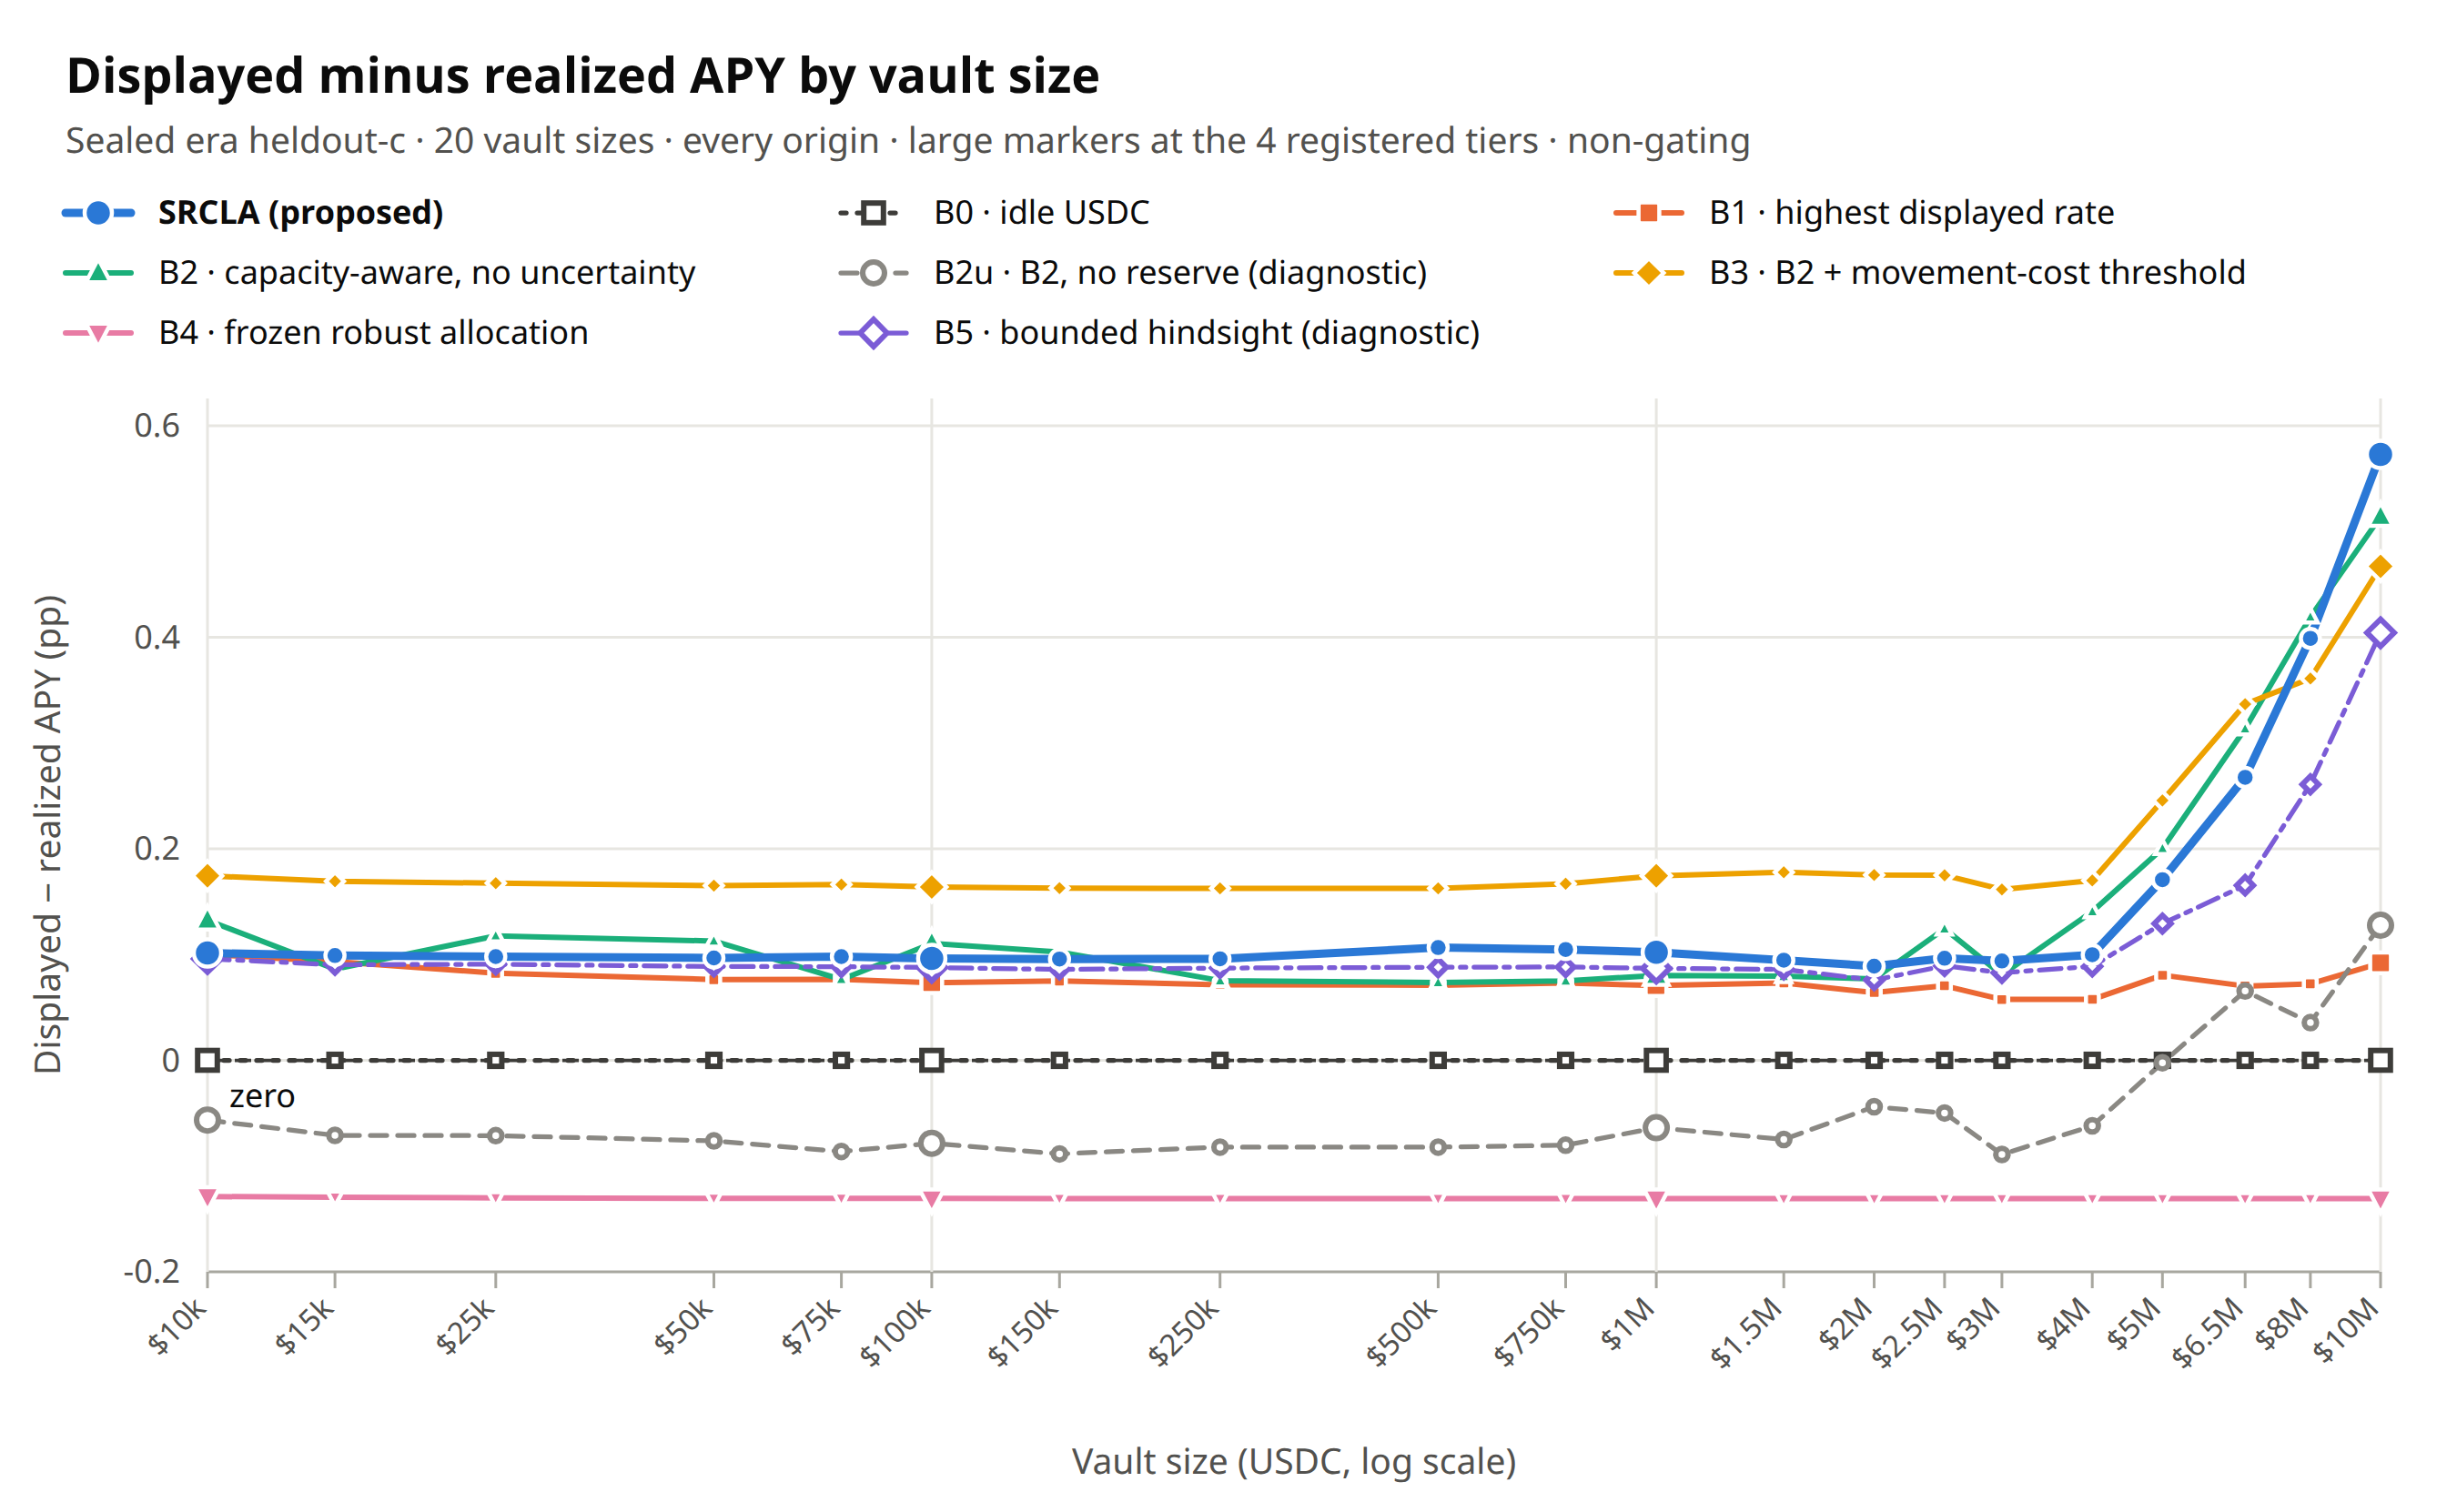 Displayed minus realized APY by vault size
Sealed era heldout-c · 20 vault sizes · every origin · large markers at the 4 registered tiers · non-gating
SRCLA (proposed)
B0 · idle USDC
B1 · highest displayed rate
B2 · capacity-aware, no uncertainty
B2u · B2, no reserve (diagnostic)
B3 · B2 + movement-cost threshold
B4 · frozen robust allocation
B5 · bounded hindsight (diagnostic)
Displayed − realized APY (pp)
0.6
0.4
0.2
0
-0.2
zero
$10k
$15k
$25k
$50k
$75k
$100k
$150k
$250k
$500k
$750k
$1M
$1.5M
$2M
$2.5M
$3M
$4M
$5M
$6.5M
$8M
$10M
Vault size (USDC, log scale)